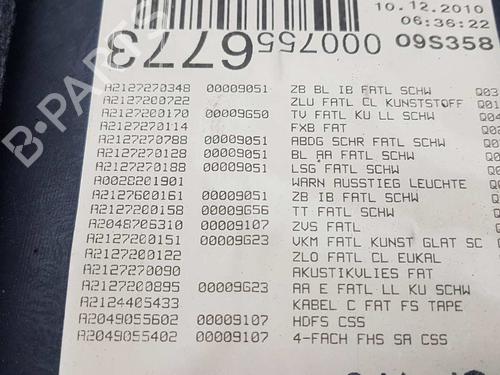 10.12.2010
06:36:22
0007556773
09S358
A2127270348 00009051 ZB BL IB FATL SCHW Q03
A2127200722 ZLU FATL CL KUNSTSTOFF Q01
A2127200170 00009G50 TV FATL KU LL SCHW
A2127270114 FXB FAT
A2127270788 00009051 ABDG SCHR FATL SCHW
A2127270128 00009051 BL AA FATL SCHW
A2127270188 00009051 LSG FATL SCHW
A0028201901 WARN AUSSTIEG LEUCHTE
A2127600161 00009051 ZB IB FATL SCHW
A2127200158 00009G56 TT FATL SCHW
A2048706310 00009107 ZVS FATL
A2127200151 00009G23 VKM FATL KUNST GLAT SC
A2127200122 ZLO FATL CL EUKAL
A2127270090 AKUSTIKVLIES FAT
A2127200895 00009G23 AA E FATL LL KU SCHW
A2124405433 KABEL C FAT FS TAPE
A2049055602 00009107 HDFS CSS
A2049055402 00009107 4-FACH FHS SA CSS
B-PARTS